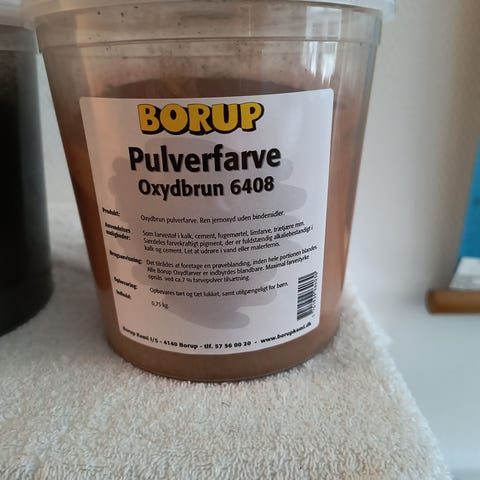 BORUP
Pulverfarve
Oxydbrun 6408
Produkt: Oxydbrun pulverfarve. Ren jernoxyd uden bindemidler.
Anvendelses Som farvestof i kalk, cement, fugemørtel, limfarve, trætjære mm.
muligheder: Særdeles farvekraftigt pigment, der er fuldstændig alkaliebestandigt i
kalk og cement. Let at udrøre i vand eller malerfernis.
Brugsanvisning: Det tilrådes at foretage en prøveblanding, inden hele portionen blandes.
Alle Borup Oxydfarver er indbyrdes blandbare. Maximal farvestyrke
opnås ved ca.7 % farvepulver tilsætning.
Opbevaring: Opbevares tørt og tæt lukket, samt utilgængeligt for børn.
Indhold: 0,75 kg.
Borup Kemi I/S - 4140 Borup - tlf. 57 56 00 20 - www.borupkemi.dk